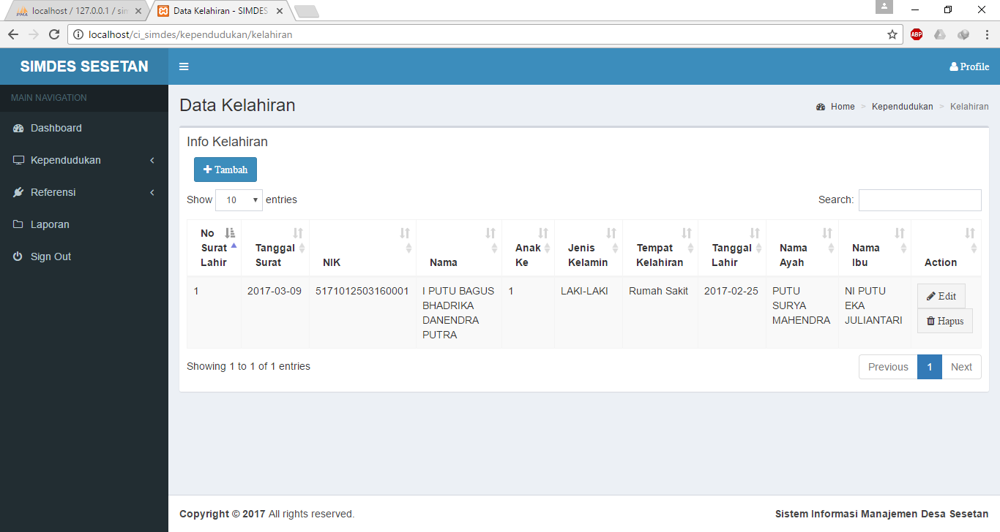 localhost / 127.0.0.1 / sim
Data Kelahiran - SIMDES
localhost/ci_simdes/kependudukan/kelahiran
ABP
SIMDES SESETAN
Profile
MAIN NAVIGATION
Dashboard
Kependudukan
Referensi
Laporan
Sign Out
Data Kelahiran
Home > Kependudukan > Kelahiran
Info Kelahiran
Tambah
Show 10 entries
Search:
No Surat Lahir
Tanggal Surat
NIK
Nama
Anak Ke
Jenis Kelamin
Tempat Kelahiran
Tanggal Lahir
Nama Ayah
Nama Ibu
Action
1
2017-03-09
5171012503160001
I PUTU BAGUS
BHADRIKA
DANENDRA
PUTRA
1
LAKI-LAKI
Rumah Sakit
2017-02-25
PUTU
SURYA
MAHENDRA
NI PUTU
EKA
JULIANTARI
Edit
Hapus
Showing 1 to 1 of 1 entries
Previous 1 Next
Copyright © 2017 All rights reserved.
Sistem Informasi Manajemen Desa Sesetan